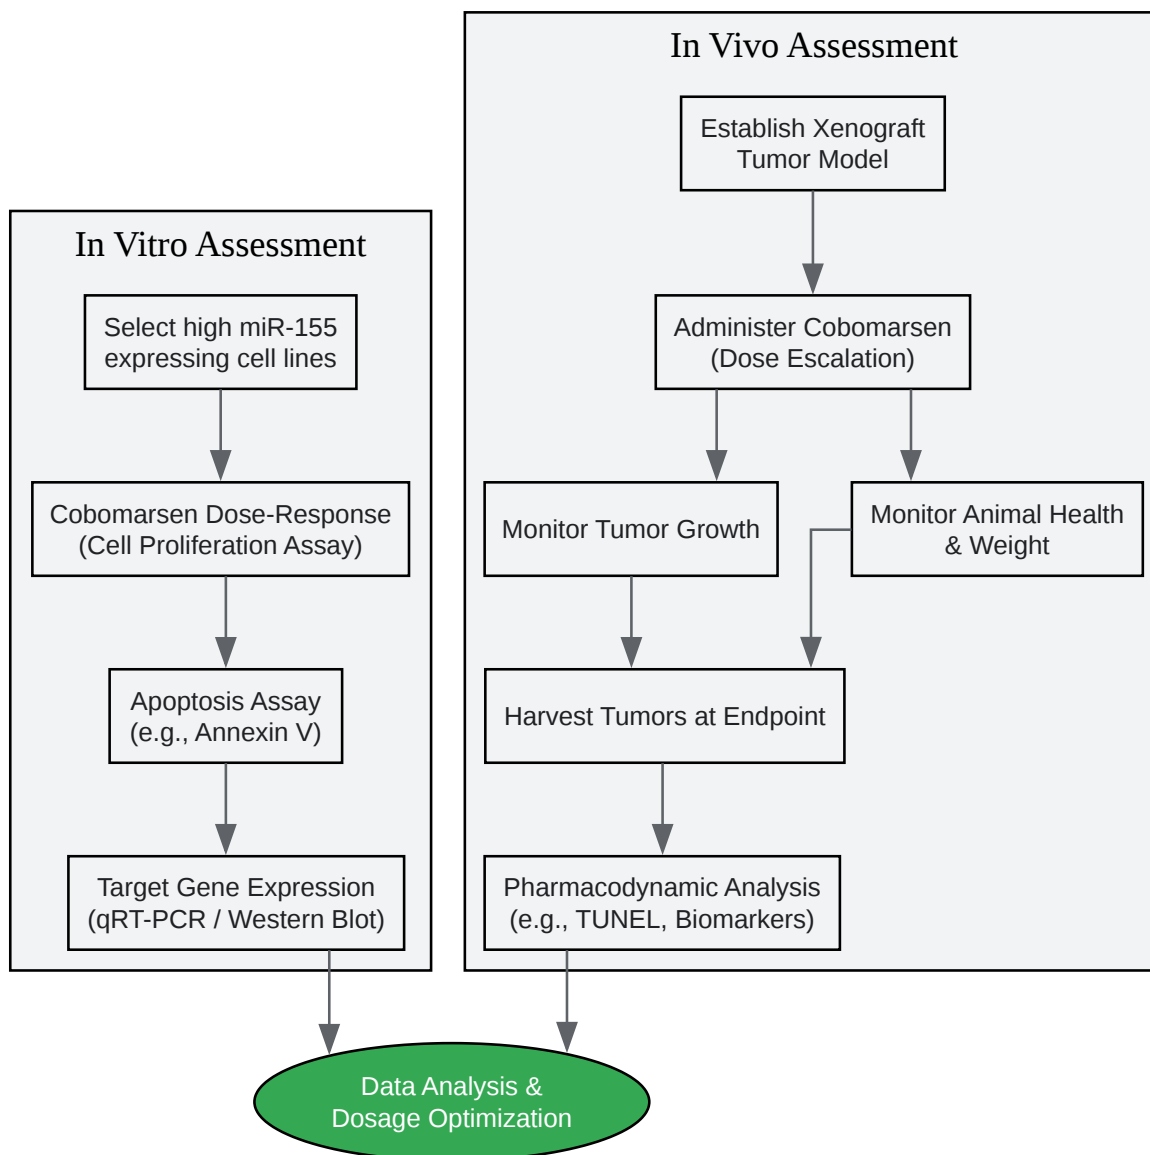 In Vitro Assessment
Select high miR-155
expressing cell lines
Cobomarsen Dose-Response
(Cell Proliferation Assay)
Apoptosis Assay
(e.g., Annexin V)
Target Gene Expression
(qRT-PCR / Western Blot)
In Vivo Assessment
Establish Xenograft
Tumor Model
Administer Cobomarsen
(Dose Escalation)
Monitor Tumor Growth
Monitor Animal Health
& Weight
Harvest Tumors at Endpoint
Pharmacodynamic Analysis
(e.g., TUNEL, Biomarkers)
Data Analysis &
Dosage Optimization